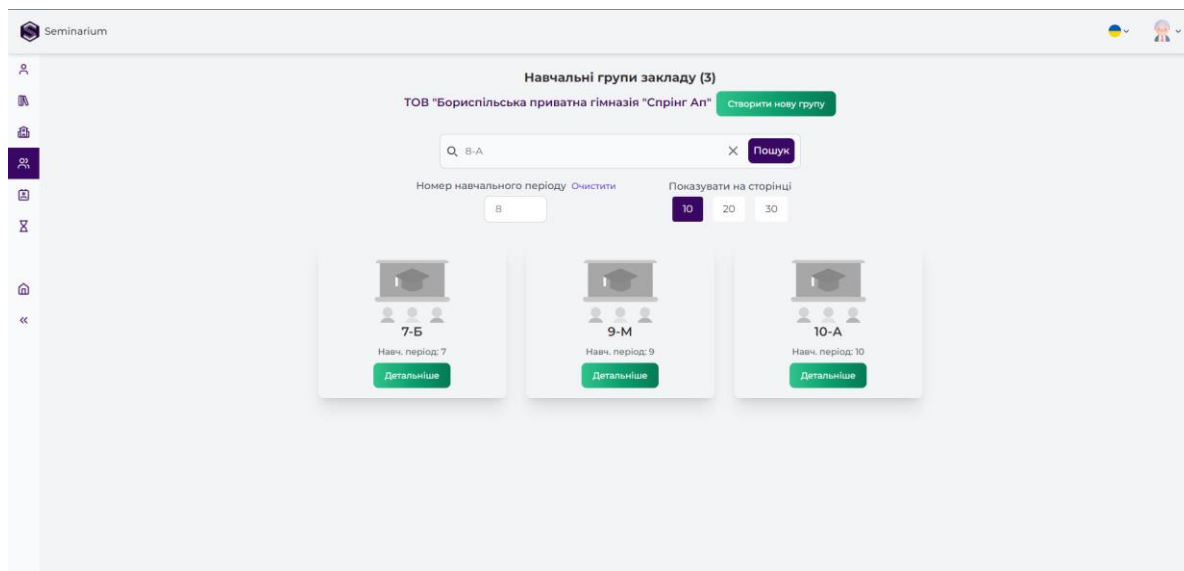 Seminarium
Навчальні групи закладу (3)
ТОВ "Бориспільська приватна гімназія "Спрінг Ап" Створити нову групу
8-А Пошук
Номер навчального періоду Очистити Показувати на сторінці
8 10 20 30
7-Б 9-М 10-А
Навч. період: 7 Навч. період: 9 Навч. період: 10
Детальніше Детальніше Детальніше